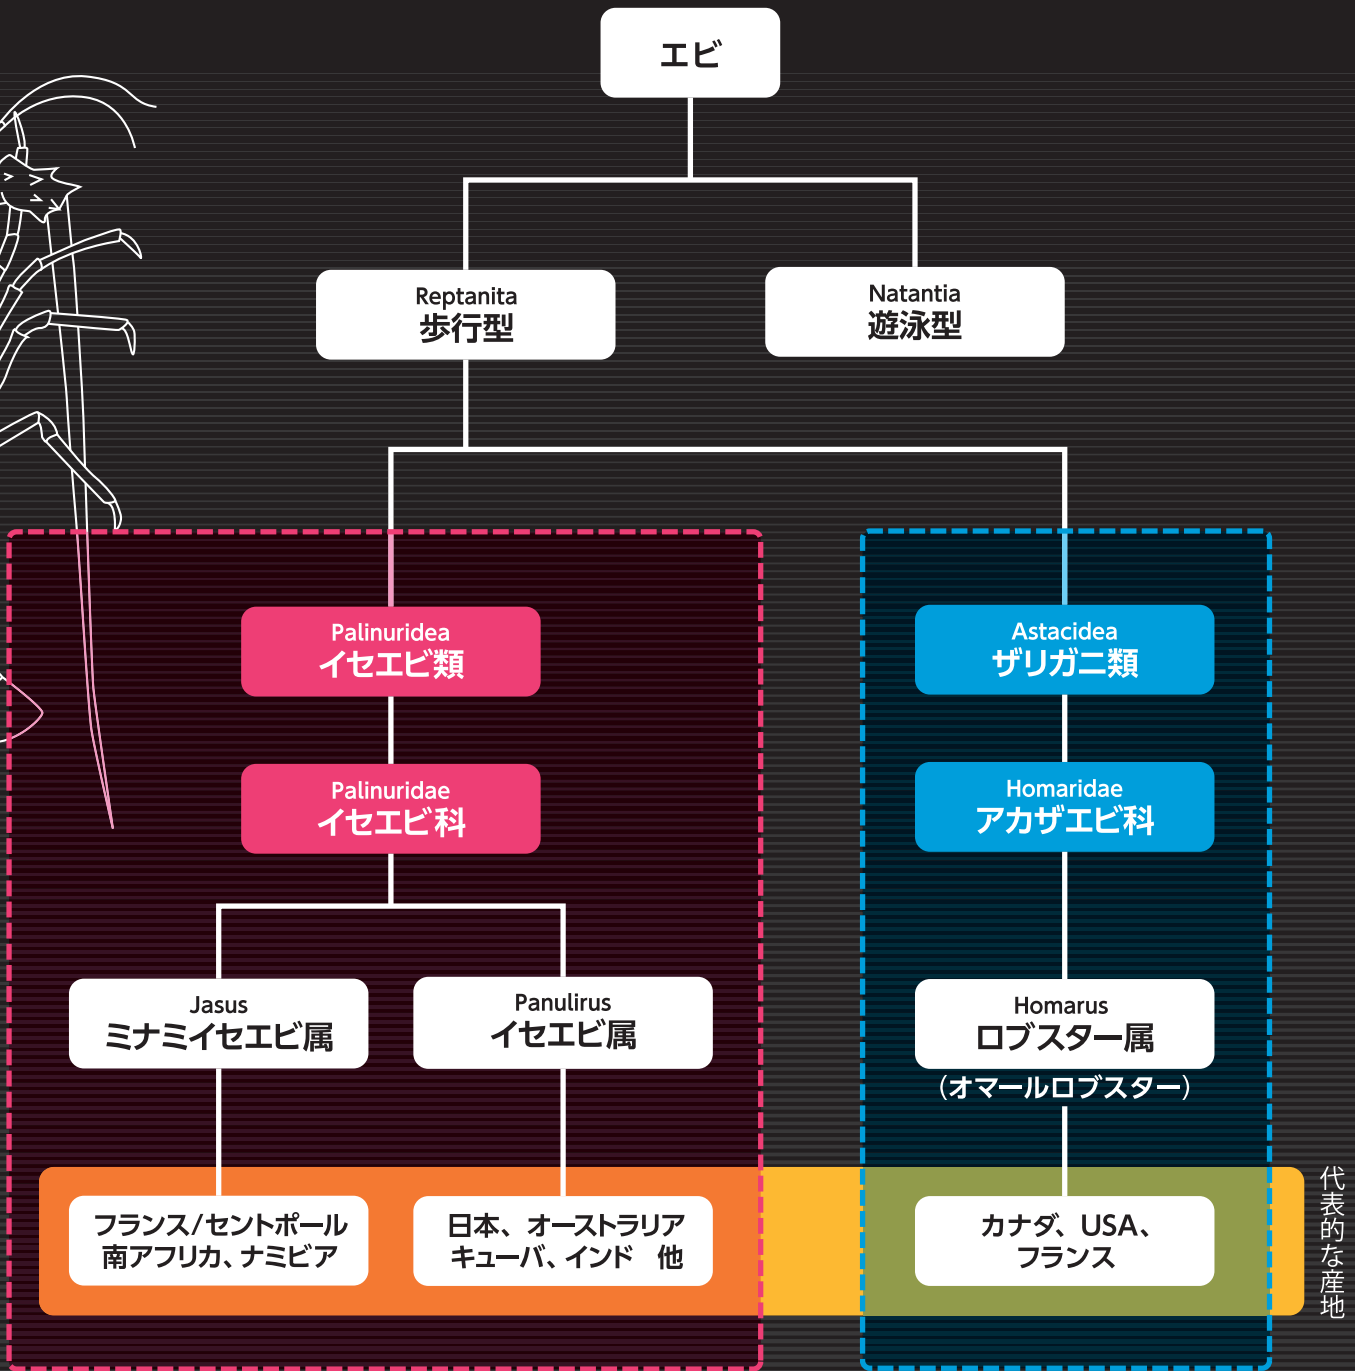 エビ
Reptanita
歩行型
Natantia
遊泳型
Palinuridea
イセエビ類
Astacidea
ザリガニ類
Palinuridae
イセエビ科
Homaridae
アカザエビ科
Jasus
ミナミイセエビ属
Panulirus
イセエビ属
Homarus
ロブスター属
（オマールロブスター）
フランス/セントポール
南アフリカ、ナミビア
日本、オーストラリア
キューバ、インド　他
カナダ、USA、
フランス
代表的な産地